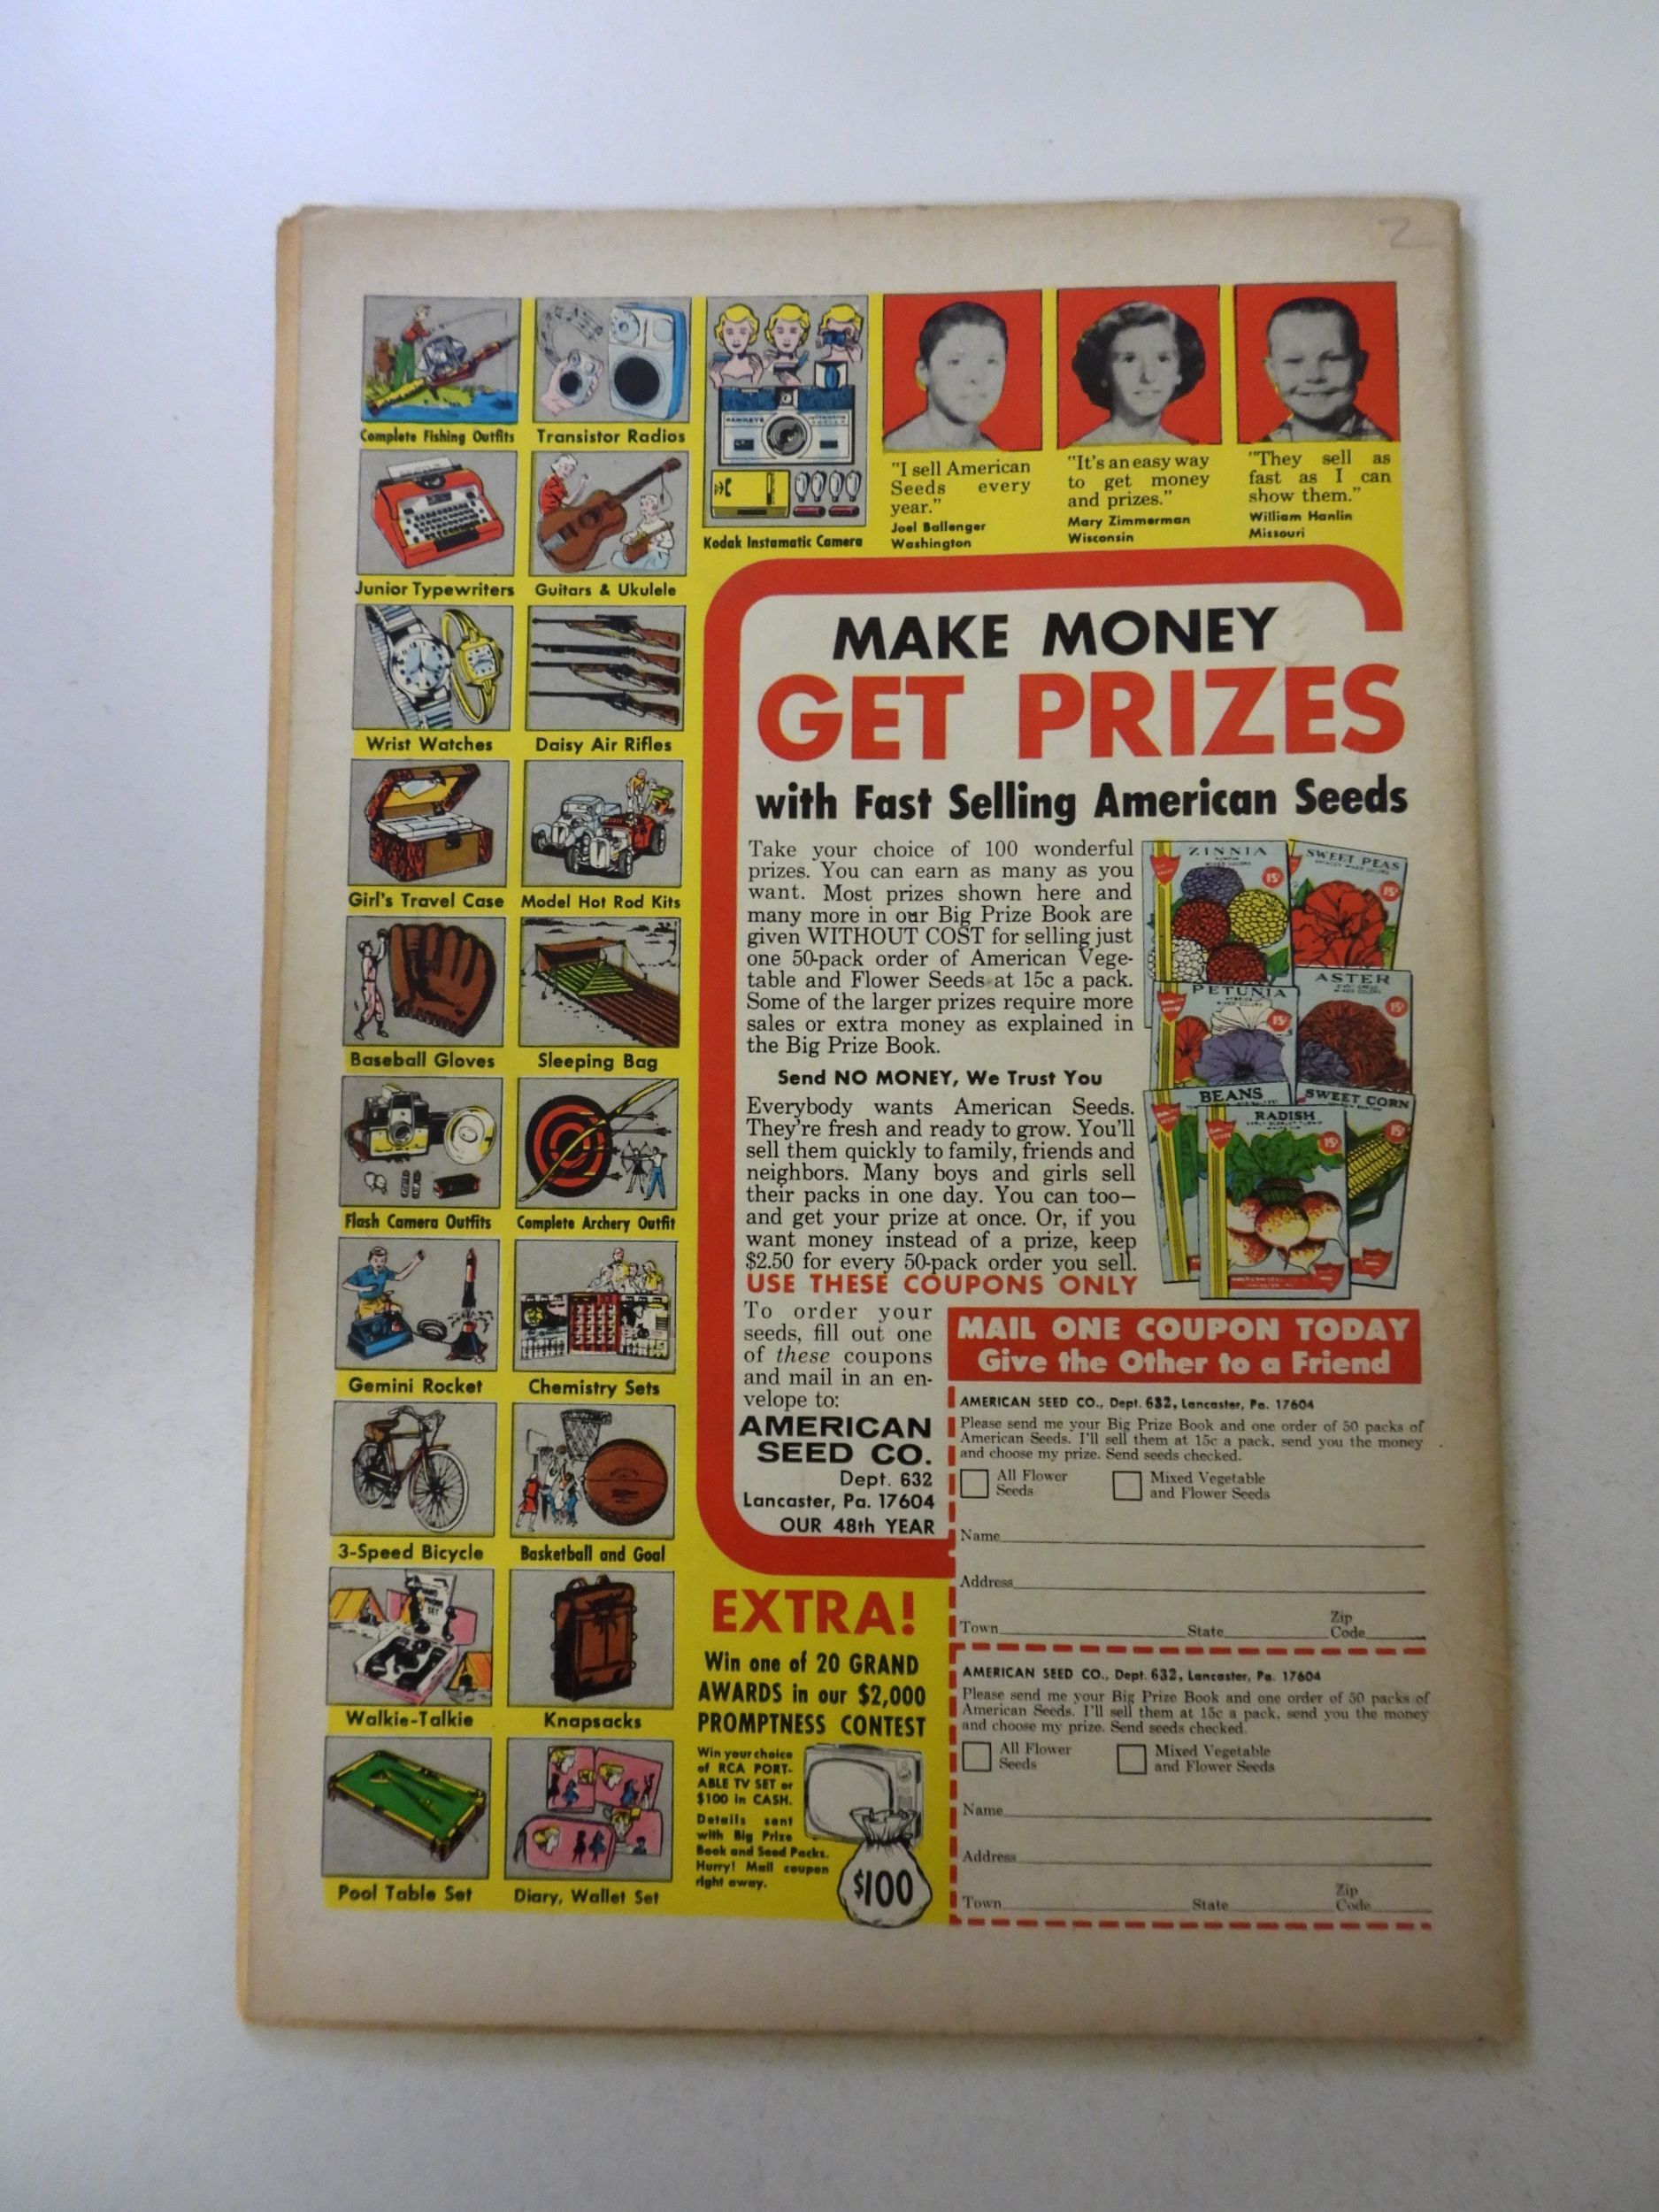 2
Complete Fishing Outfits
Transistor Radios
Junior Typewriters
Guitars & Ukulele
Wrist Watches
Daisy Air Rifles
Girl's Travel Case
Model Hot Rod Kits
Baseball Gloves
Sleeping Bag
Flash Camera Outfits
Complete Archery Outfit
Gemini Rocket
Chemistry Sets
3-Speed Bicycle
Basketball and Goal
Walkie-Talkie
Knapsacks
Pool Table Set
Diary, Wallet Set
Kodak Instamatic Camera
"I sell American
Seeds every
year."
Joel Ballenger
Washington
"It's an easy way
to get money
and prizes."
Mary Zimmerman
Wisconsin
"They sell as
fast as I can
show them."
William Hanlin
Missouri
MAKE MONEY
GET PRIZES
with Fast Selling American Seeds
Take your choice of 100 wonderful
prizes. You can earn as many as you
want. Most prizes shown here and
many more in our Big Prize Book are
given WITHOUT COST for selling just
one 50-pack order of American Vege-
table and Flower Seeds at 15c a pack.
Some of the larger prizes require more
sales or extra money as explained in
the Big Prize Book.
Send NO MONEY, We Trust You
Everybody wants American Seeds.
They're fresh and ready to grow. You'll
sell them quickly to family, friends and
neighbors. Many boys and girls sell
their packs in one day. You can too—
and get your prize at once. Or, if you
want money instead of a prize, keep
$2.50 for every 50-pack order you sell.
USE THESE COUPONS ONLY
To order your
seeds, fill out one
of these coupons
and mail in an en-
velope to:
AMERICAN
SEED CO.
Dept. 632
Lancaster, Pa. 17604
OUR 48th YEAR
ZINNIA
15¢
SWEET PEAS
15¢
PETUNIA
15¢
ASTER
15¢
BEANS
SWEET CORN
15¢
RADISH
15¢
MAIL ONE COUPON TODAY
Give the Other to a Friend
AMERICAN SEED CO., Dept. 632, Lancaster, Pa. 17604
Please send me your Big Prize Book and one order of 50 packs of
American Seeds. I'll sell them at 15c a pack, send you the money
and choose my prize. Send seeds checked.
All Flower
Seeds
Mixed Vegetable
and Flower Seeds
Name
Address
Town State Zip
Code
AMERICAN SEED CO., Dept. 632, Lancaster, Pa. 17604
Please send me your Big Prize Book and one order of 50 packs of
American Seeds. I'll sell them at 15c a pack, send you the money
and choose my prize. Send seeds checked.
All Flower
Seeds
Mixed Vegetable
and Flower Seeds
Name
Address
Town State Zip
Code
EXTRA!
Win one of 20 GRAND
AWARDS in our $2,000
PROMPTNESS CONTEST
Win your choice
of RCA PORT-
ABLE TV SET or
$100 in CASH.
Details sent
with Big Prize
Book and Seed Packs.
Hurry! Mail coupon
right away.
$100